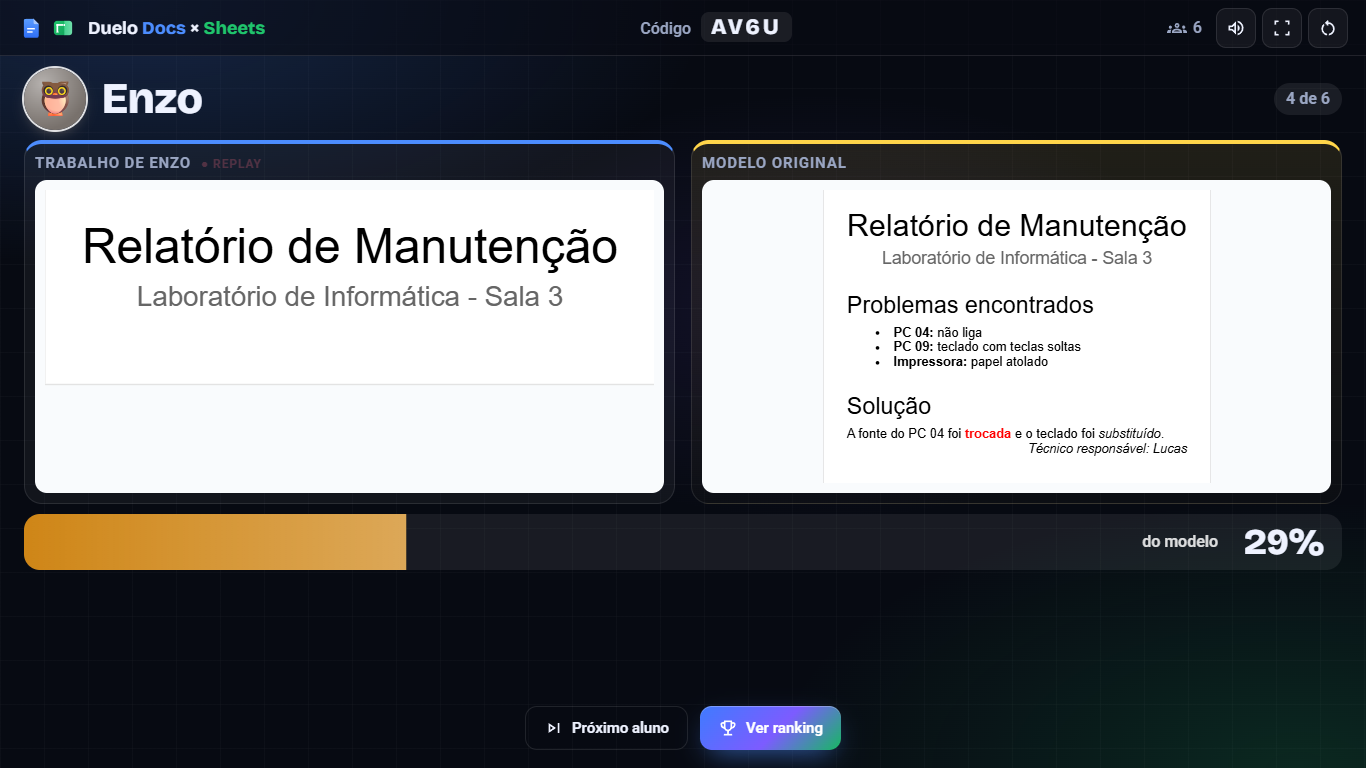 Duelo Docs × Sheets
Código AV6U
6
Enzo
4 de 6
TRABALHO DE ENZO • REPLAY
Relatório de Manutenção
Laboratório de Informática - Sala 3
MODELO ORIGINAL
Relatório de Manutenção
Laboratório de Informática - Sala 3
Problemas encontrados
• PC 04: não liga
• PC 09: teclado com teclas soltas
• Impressora: papel atolado
Solução
A fonte do PC 04 foi trocada e o teclado foi substituído.
Técnico responsável: Lucas
do modelo 29%
Próximo aluno
Ver ranking